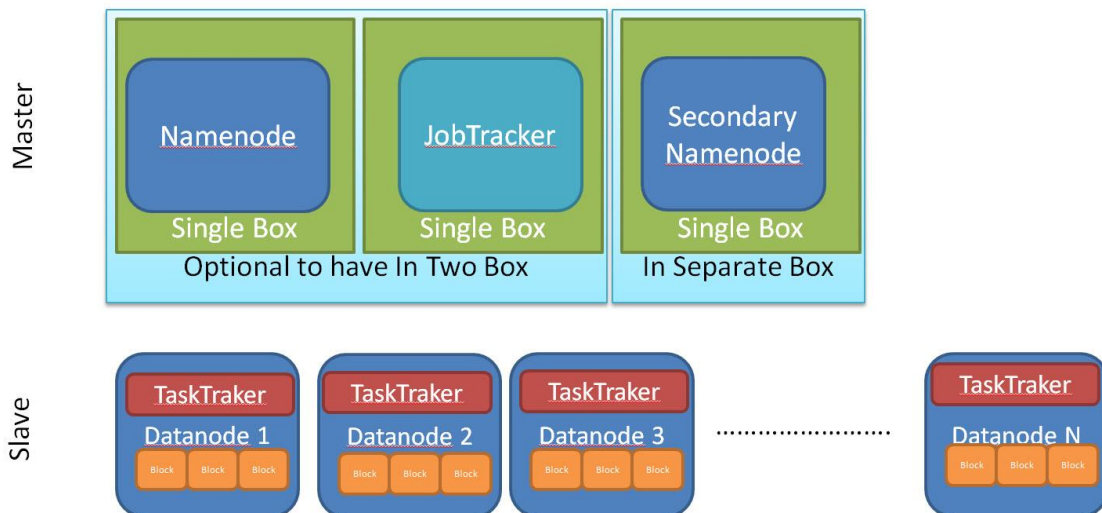 Master
Namenode
JobTracker
Secondary
Namenode
Single Box
Single Box
Single Box
Optional to have In Two Box
In Separate Box
Slave
TaskTraker
TaskTraker
TaskTraker
TaskTraker
Datanode 1
Datanode 2
Datanode 3
...........................
Datanode N
Block Block Block
Block Block Block
Block Block Block
Block Block Block